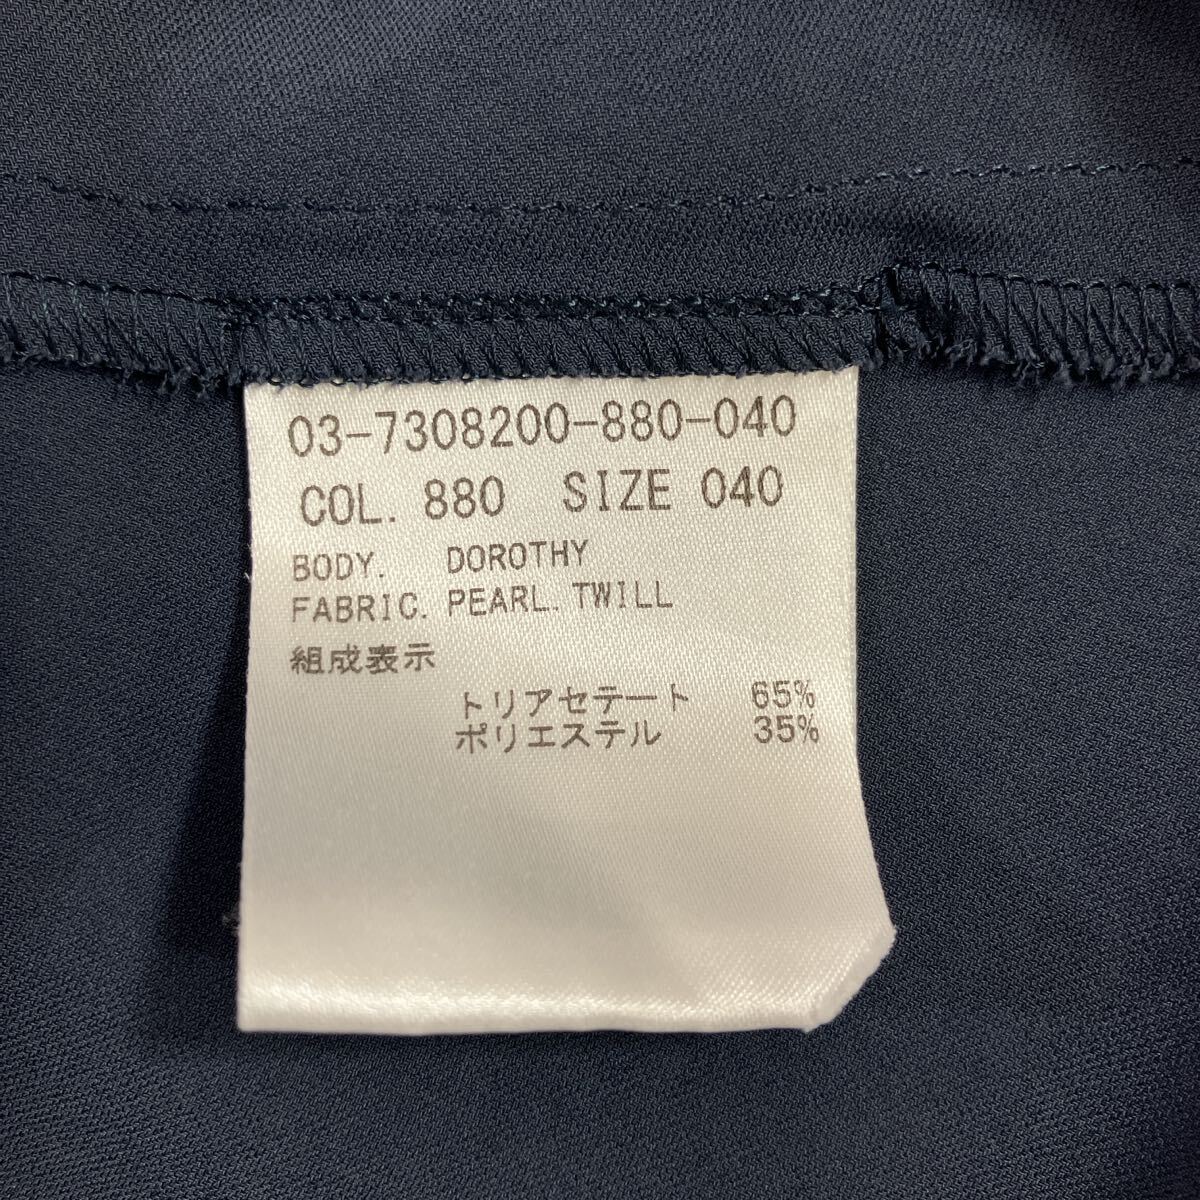 03-7308200-880-040
COL. 880 SIZE 040
BODY. DOROTHY
FABRIC. PEARL. TWILL
組成表示
トリアセテート 65%
ポリエステル 35%